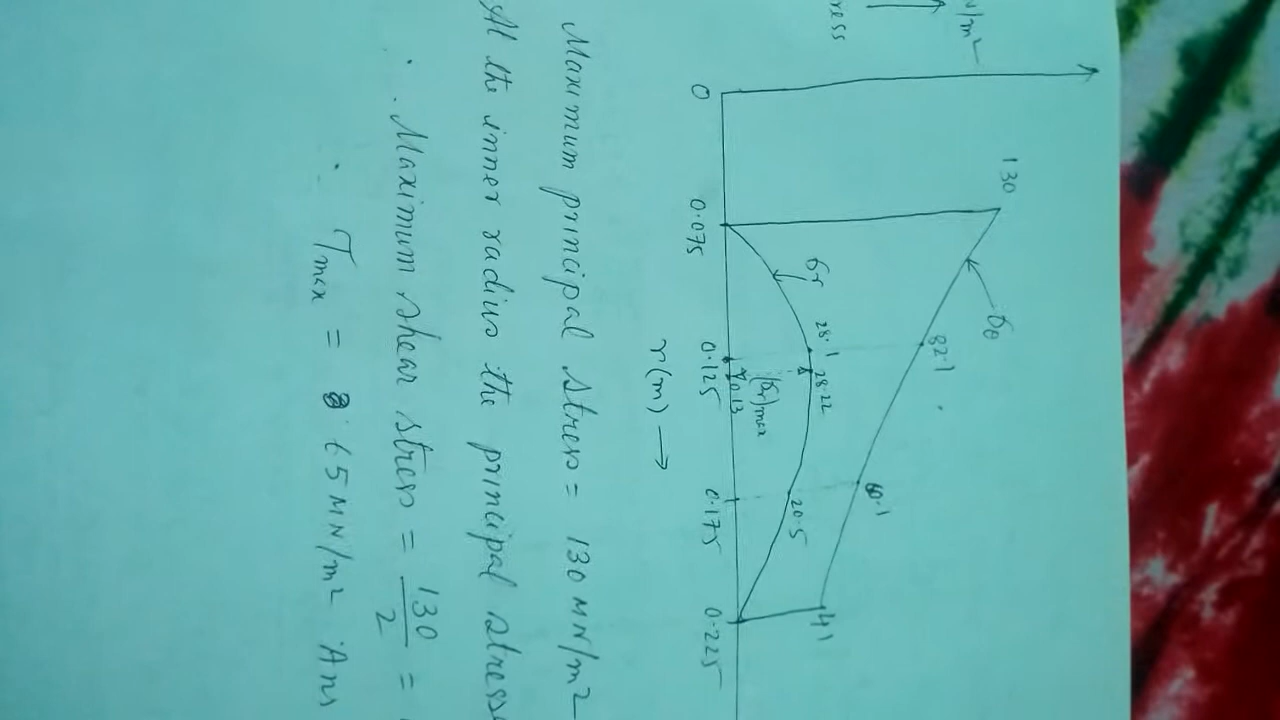 N/m²
ress
130
σθ
82.1
60.1
41
σr
28.1
28.22
20.5
(σr)max
0.13
0
0.075
0.125
0.175
0.225
r(m) →
Maximum principal stress = 130 MN/m²
At the inner radius the principal stress
∴ Maximum shear stress = 130/2 =
∴ τmax = 65 MN/m² Ans